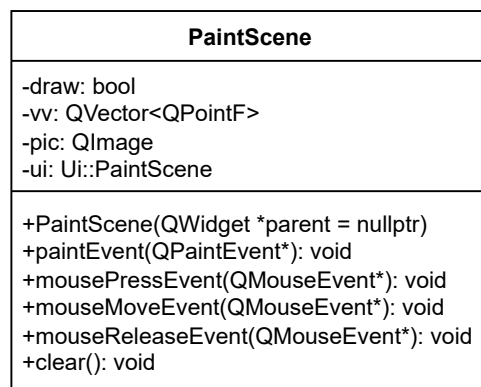 PaintScene
-draw: bool
-vv: QVector<QPointF>
-pic: QImage
-ui: Ui::PaintScene
+PaintScene(QWidget *parent = nullptr)
+paintEvent(QPaintEvent*): void
+mousePressEvent(QMouseEvent*): void
+mouseMoveEvent(QMouseEvent*): void
+mouseReleaseEvent(QMouseEvent*): void
+clear(): void